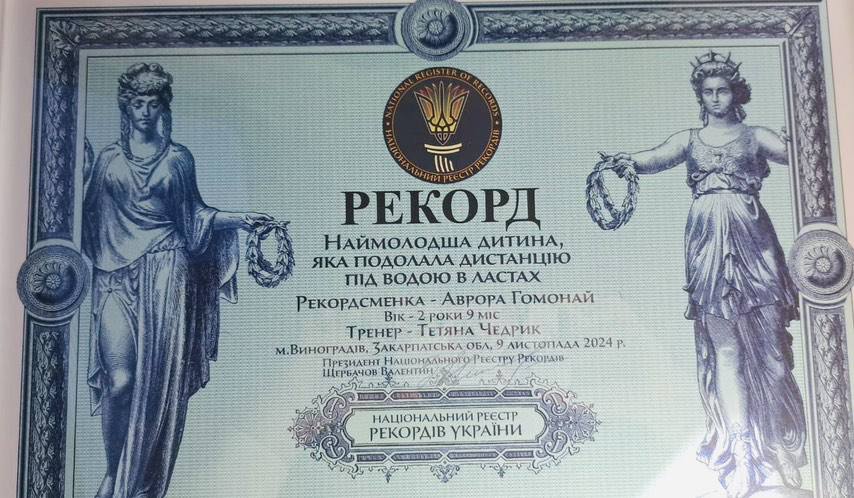 NATIONAL REGISTER OF RECORDS
НАЦІОНАЛЬНИЙ РЕЄСТР РЕКОРДІВ
РЕКОРД
НАЙМОЛОДША ДИТИНА,
ЯКА ПОДОЛАЛА ДИСТАНЦІЮ
ПІД ВОДОЮ В ЛАСТАХ
РЕКОРДСМЕНКА - АВРОРА ГОМОНАЙ
ВІК - 2 РОКИ 9 МІС
ТРЕНЕР - ТЕТЯНА ЧЕДРИК
М.ВИНОГРАДІВ, ЗАКАРПАТСЬКА ОБЛ, 9 ЛИСТОПАДА 2024 Р.
ПРЕЗИДЕНТ НАЦІОНАЛЬНОГО РЕЄСТРУ РЕКОРДІВ
ЩЕРБАЧОВ ВАЛЕНТИН
НАЦІОНАЛЬНИЙ РЕЄСТР
РЕКОРДІВ УКРАЇНИ